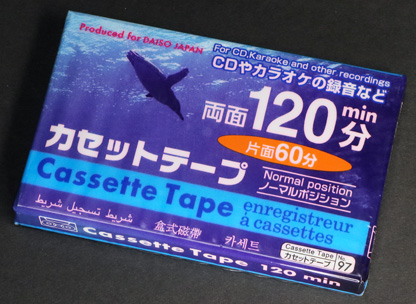 Produced for DAISO JAPAN
For CD,Karaoke and other recordings
CDやカラオケの録音など
両面120分
min
片面60分
カセットテープ
Normal position
ノーマルポジション
Cassette Tape
enregistreur
à cassettes
شريط تسجيل شريط
盒式磁帶
카세트
Cassette Tape 120 min
Cassette Tape
カセットテープ
No.
97